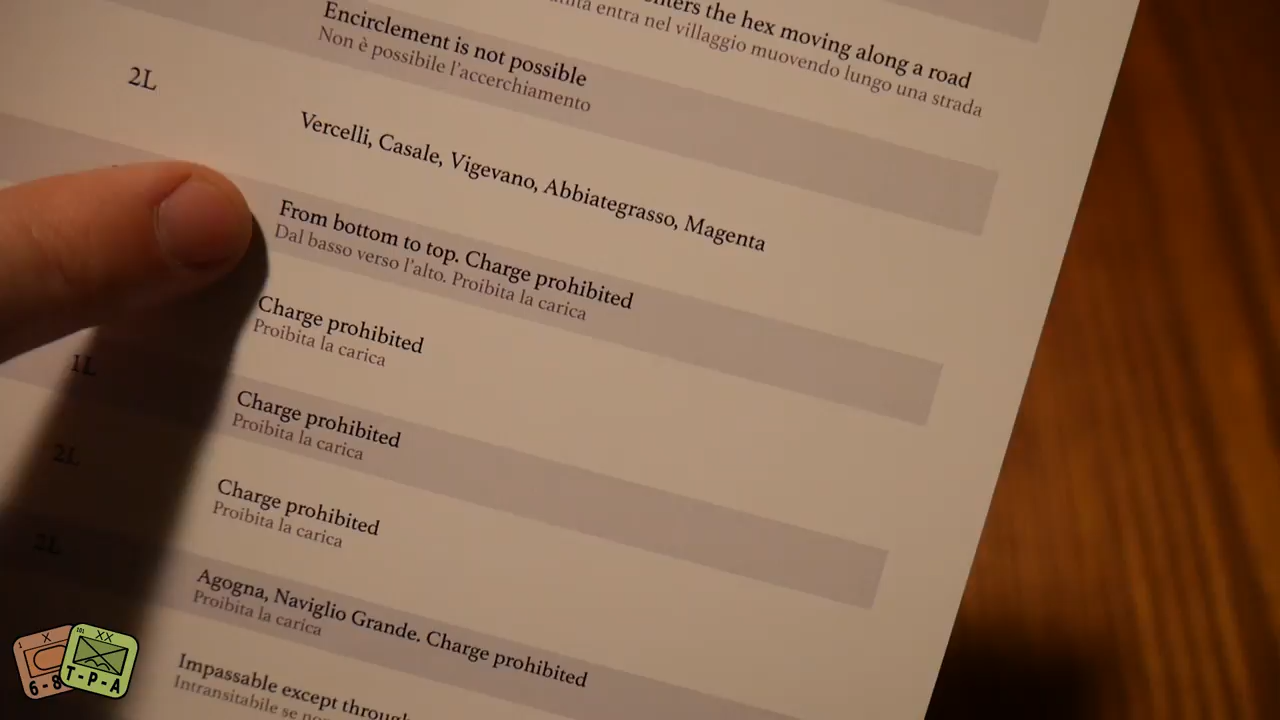 nters the hex moving along a road
unità entra nel villaggio muovendo lungo una strada
Encirclement is not possible
Non è possibile l'accerchiamento
2L
Vercelli, Casale, Vigevano, Abbiategrasso, Magenta
From bottom to top. Charge prohibited
Dal basso verso l'alto. Proibita la carica
Charge prohibited
Proibita la carica
1L
Charge prohibited
Proibita la carica
2L
Charge prohibited
Proibita la carica
2L
Agogna, Naviglio Grande. Charge prohibited
Proibita la carica
Impassable except through
Intransitabile se non
X
XX
6-8
T-P-A